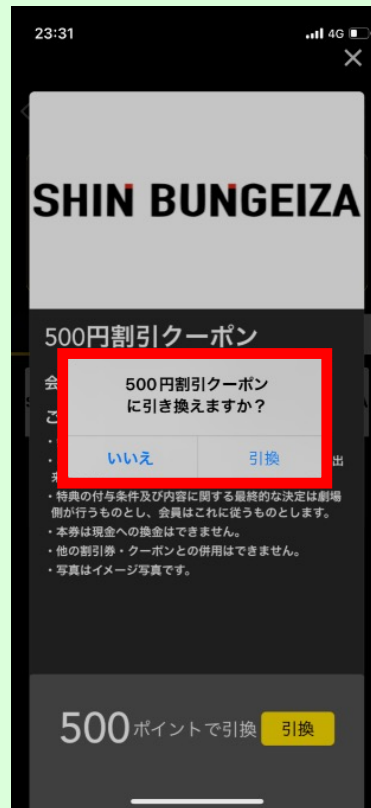 23:31
4G
SHIN BUNGEIZA
500円割引クーポン
会
500円割引クーポン
に引き換えますか？
こ
いいえ
引換
出
・特典の付与条件及び内容に関する最終的な決定は劇場
側が行うものとし、会員はこれに従うものとします。
・本券は現金への換金はできません。
・他の割引券・クーポンとの併用はできません。
・写真はイメージ写真です。
500ポイントで引換
引換